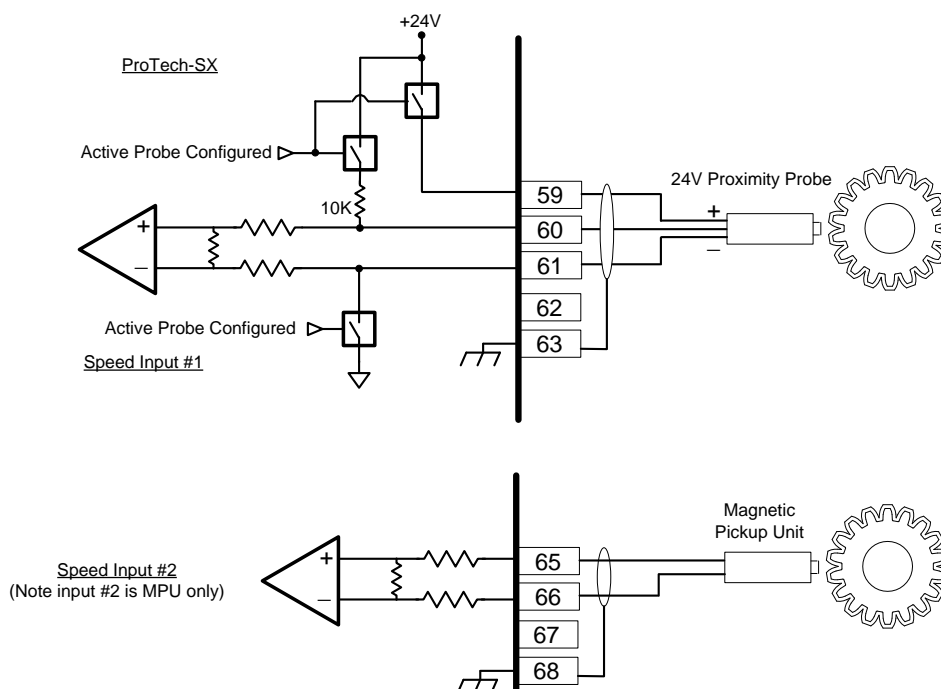 +24V
ProTech-SX
Active Probe Configured
10K
59
60
61
62
63
24V Proximity Probe
+
−
+
−
Active Probe Configured
Speed Input #1
65
66
67
68
Magnetic
Pickup Unit
+
−
Speed Input #2
(Note input #2 is MPU only)